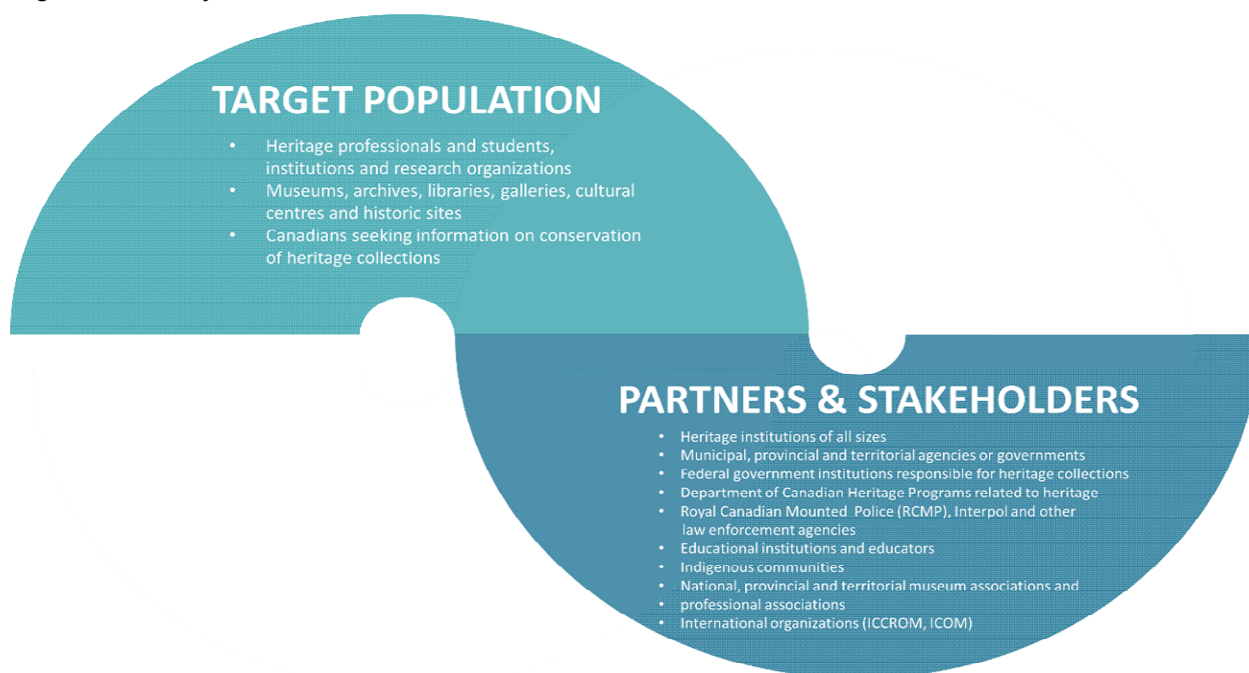 TARGET POPULATION
• Heritage professionals and students,
institutions and research organizations
• Museums, archives, libraries, galleries, cultural
centres and historic sites
• Canadians seeking information on conservation
of heritage collections
PARTNERS & STAKEHOLDERS
• Heritage institutions of all sizes
• Municipal, provincial and territorial agencies or governments
• Federal government institutions responsible for heritage collections
• Department of Canadian Heritage Programs related to heritage
• Royal Canadian Mounted Police (RCMP), Interpol and other
law enforcement agencies
• Educational institutions and educators
• Indigenous communities
• National, provincial and territorial museum associations and
• professional associations
• International organizations (ICCROM, ICOM)